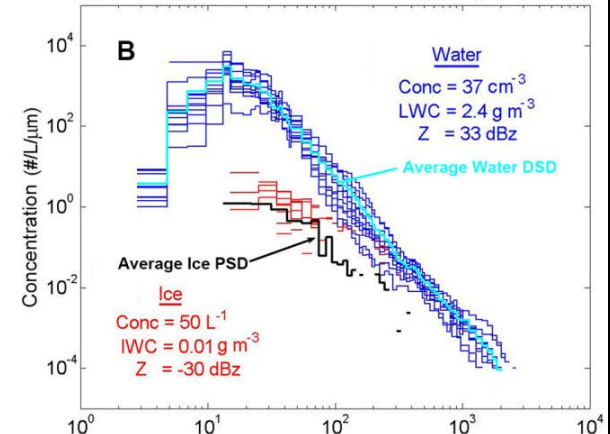 B
Water
Conc = 37 cm⁻³
LWC = 2.4 g m⁻³
Z = 33 dBz
Average Water DSD
Average Ice PSD
Ice
Conc = 50 L⁻¹
IWC = 0.01 g m⁻³
Z = -30 dBz
Concentration (#/L/μm)
10⁴
10²
10⁰
10⁻²
10⁻⁴
10⁰ 10¹ 10² 10³ 10⁴